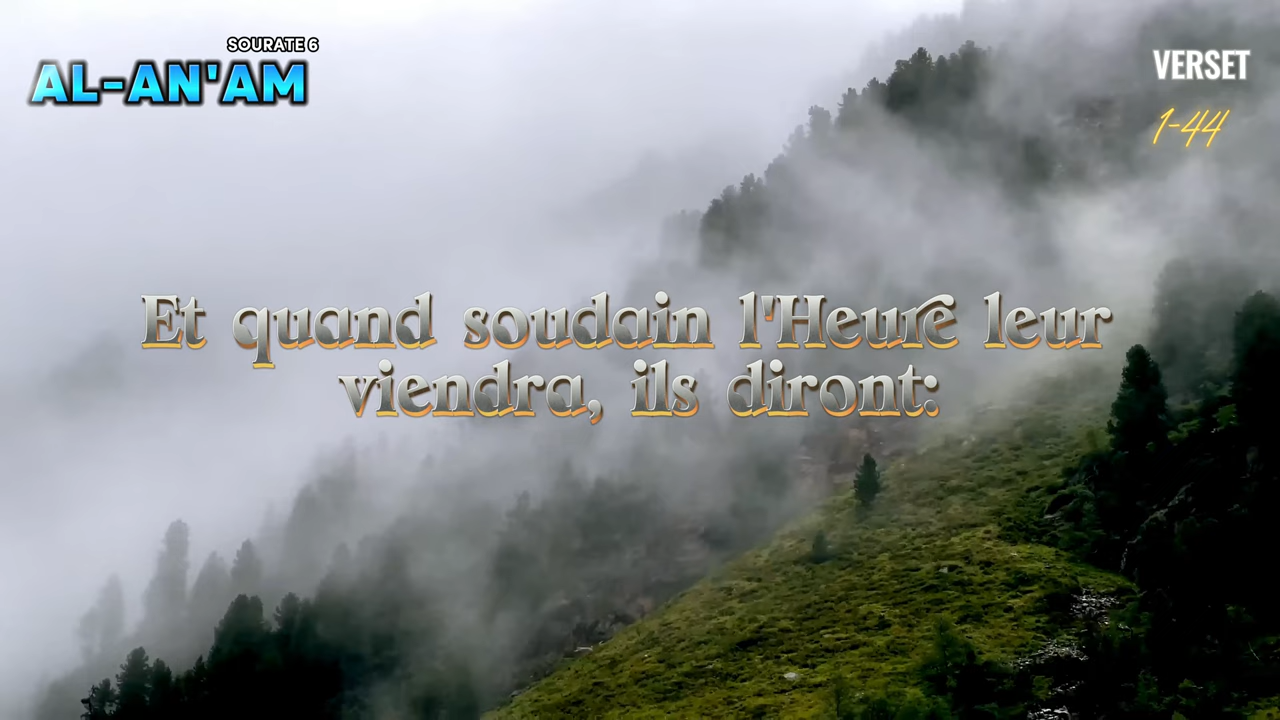 SOURATE 6
AL-AN'AM
VERSET
1-44
Et quand soudain l'Heure leur
viendra, ils diront: